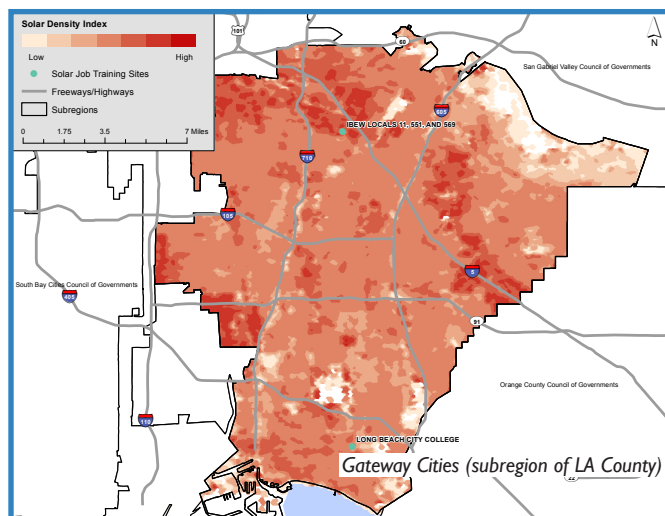 Solar Density Index
Low
High
Solar Job Training Sites
Freeways/Highways
Subregions
0 1.75 3.5 7 Miles
101
60
N
San Gabriel Valley Council of Governments
605
IBEW LOCALS 11, 551, AND 569
710
105
5
South Bay Cities Council of Governments
405
91
Orange County Council of Governments
110
LONG BEACH CITY COLLEGE
Gateway Cities (subregion of LA County)
22